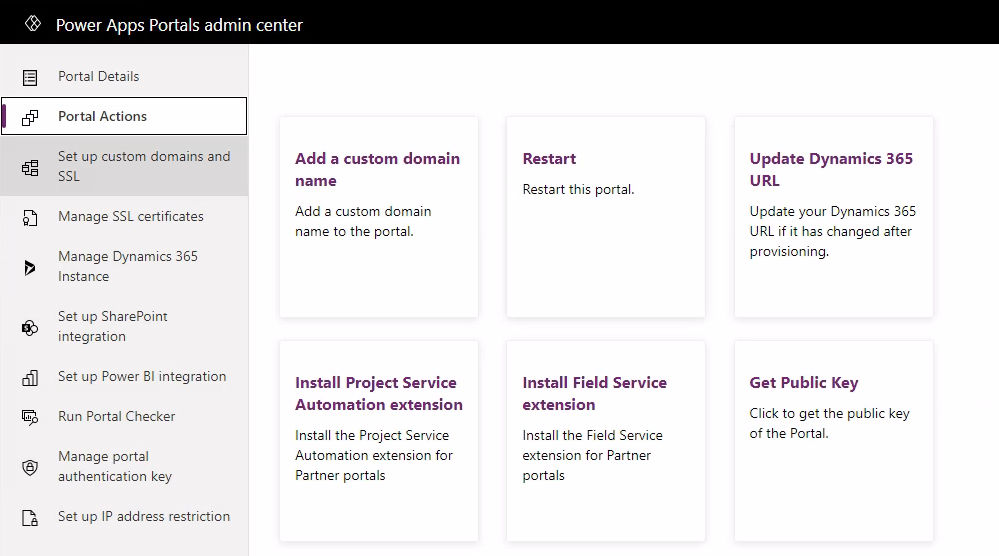 Power Apps Portals admin center
Portal Details
Portal Actions
Set up custom domains and
SSL
Manage SSL certificates
Manage Dynamics 365
Instance
Set up SharePoint
integration
Set up Power BI integration
Run Portal Checker
Manage portal
authentication key
Set up IP address restriction
Add a custom domain
name
Add a custom domain
name to the portal.
Restart
Restart this portal.
Update Dynamics 365
URL
Update your Dynamics 365
URL if it has changed after
provisioning.
Install Project Service
Automation extension
Install the Project Service
Automation extension for
Partner portals
Install Field Service
extension
Install the Field Service
extension for Partner
portals
Get Public Key
Click to get the public key
of the Portal.